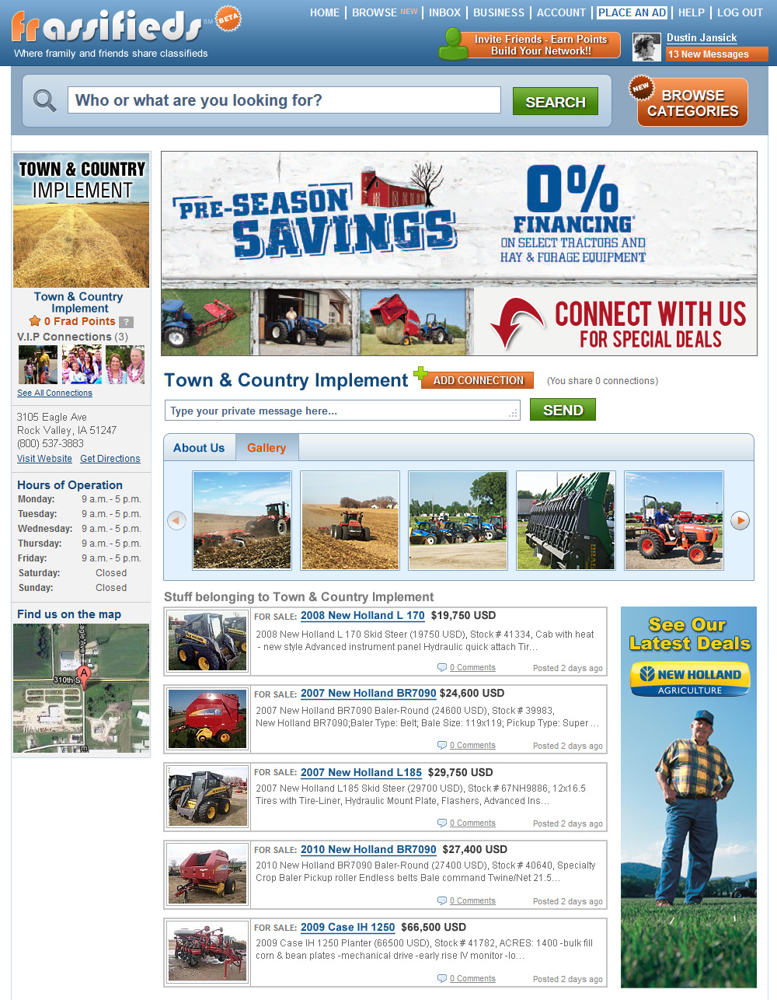 frassifieds SM BETA
Where framily and friends share classifieds
HOME | BROWSE NEW | INBOX | BUSINESS | ACCOUNT | PLACE AN AD | HELP | LOG OUT
Invite Friends - Earn Points
Build Your Network!!
Dustin Jansick
13 New Messages
Who or what are you looking for?
SEARCH
NEW
BROWSE
CATEGORIES
TOWN & COUNTRY
IMPLEMENT
Town & Country
Implement
0 Frad Points ?
V.I.P Connections (3)
See All Connections
3105 Eagle Ave
Rock Valley, IA 51247
(800) 537-3883
Visit Website Get Directions
Hours of Operation
Monday: 9 a.m. - 5 p.m.
Tuesday: 9 a.m. - 5 p.m.
Wednesday: 9 a.m. - 5 p.m.
Thursday: 9 a.m. - 5 p.m.
Friday: 9 a.m. - 5 p.m.
Saturday: Closed
Sunday: Closed
Find us on the map
agle Ave
A
310th S
PRE-SEASON
SAVINGS
0%
FINANCING*
ON SELECT TRACTORS AND
HAY & FORAGE EQUIPMENT
CONNECT WITH US
FOR SPECIAL DEALS
Town & Country Implement
ADD CONNECTION
(You share 0 connections)
Type your private message here...
SEND
About Us
Gallery
Stuff belonging to Town & Country Implement
FOR SALE: 2008 New Holland L 170 $19,750 USD
2008 New Holland L 170 Skid Steer (19750 USD), Stock # 41334, Cab with heat
- new style Advanced instrument panel Hydraulic quick attach Tir...
0 Comments Posted 2 days ago
FOR SALE: 2007 New Holland BR7090 $24,600 USD
2007 New Holland BR7090 Baler-Round (24600 USD), Stock # 39983,
New Holland BR7090;Baler Type: Belt; Bale Size: 119x119; Pickup Type: Super ...
0 Comments Posted 2 days ago
FOR SALE: 2007 New Holland L185 $29,750 USD
2007 New Holland L185 Skid Steer (29700 USD), Stock # 67NH9886, 12x16.5
Tires with Tire-Liner, Hydraulic Mount Plate, Flashers, Advanced Ins...
0 Comments Posted 2 days ago
FOR SALE: 2010 New Holland BR7090 $27,400 USD
2010 New Holland BR7090 Baler-Round (27400 USD), Stock # 40640, Specialty
Crop Baler Pickup roller Endless belts Bale command Twine/Net 21.5...
0 Comments Posted 2 days ago
FOR SALE: 2009 Case IH 1250 $66,500 USD
2009 Case IH 1250 Planter (66500 USD), Stock # 41782, ACRES: 1400 -bulk fill
corn & bean plates -mechanical drive -early rise IV monitor -lo...
0 Comments Posted 2 days ago
See Our
Latest Deals
NEW HOLLAND
AGRICULTURE